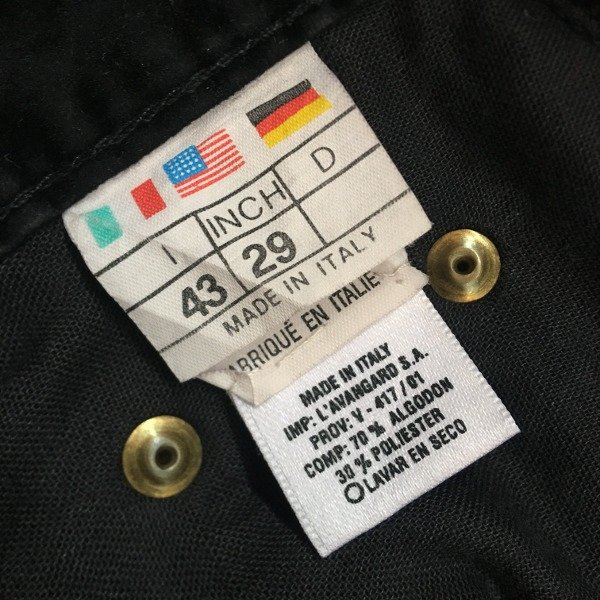 I INCH D
43 29
MADE IN ITALY
FABRIQUÉ EN ITALIE
MADE IN ITALY
IMP: L'AVANGARD S.A.
PROV: V - 417 / 01
COMP: 70 % ALGODON
30 % POLIESTER
LAVAR EN SECO